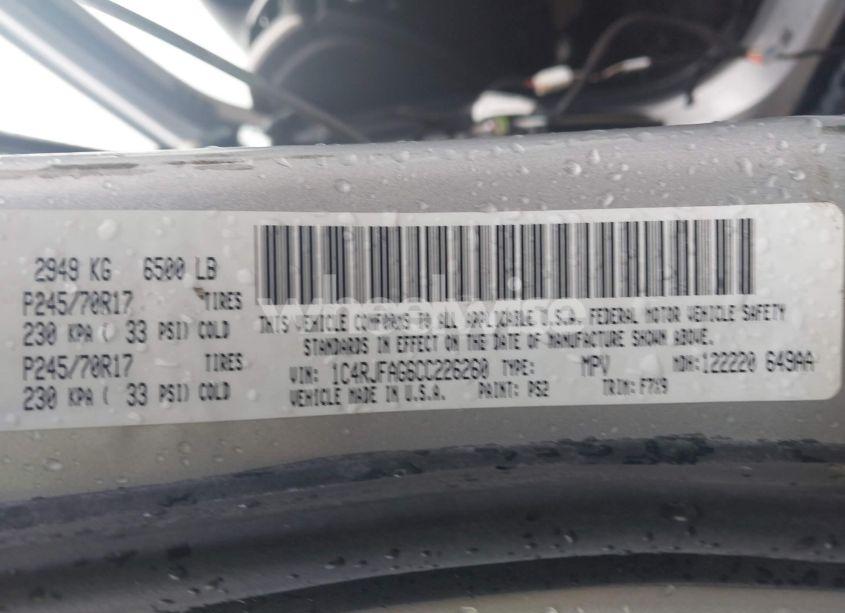 2949 KG 6500 LB
P245/70R17 TIRES
230 KPA ( 33 PSI) COLD
P245/70R17 TIRES
230 KPA ( 33 PSI) COLD
THIS VEHICLE CONFORMS TO ALL APPLICABLE U.S.A. FEDERAL MOTOR VEHICLE SAFETY
STANDARDS IN EFFECT ON THE DATE OF MANUFACTURE SHOWN ABOVE.
VIN: 1C4RJFAG6CC226260 TYPE: MPV MDH: 122220 649AA
VEHICLE MADE IN U.S.A. PAINT: PS2 TRIM: F7X9